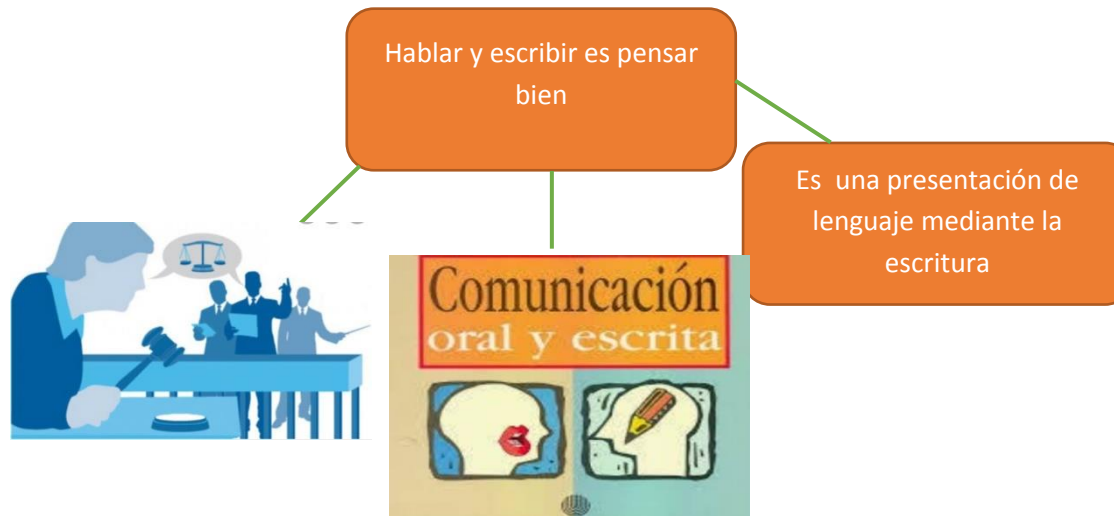 Hablar y escribir es pensar
bien
Es una presentación de
lenguaje mediante la
escritura
Comunicación
oral y escrita